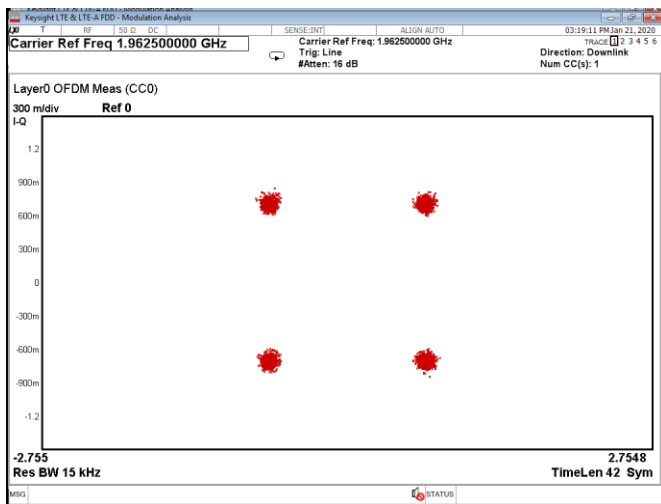 Keysight LTE & LTE-A FDD - Modulation Analysis
LXI T RF 50 Ω DC SENSE:INT ALIGN AUTO 03:19:11 PM Jan 21, 2020
Carrier Ref Freq 1.962500000 GHz
Carrier Ref Freq: 1.962500000 GHz
Trig: Line
#Atten: 16 dB
TRACE 1 2 3 4 5 6
Direction: Downlink
Num CC(s): 1
Layer0 OFDM Meas (CC0)
300 m/div Ref 0
I-Q
1.2
900m
600m
300m
0
-300m
-600m
-900m
-1.2
-2.755 2.7548
Res BW 15 kHz TimeLen 42 Sym
MSG STATUS